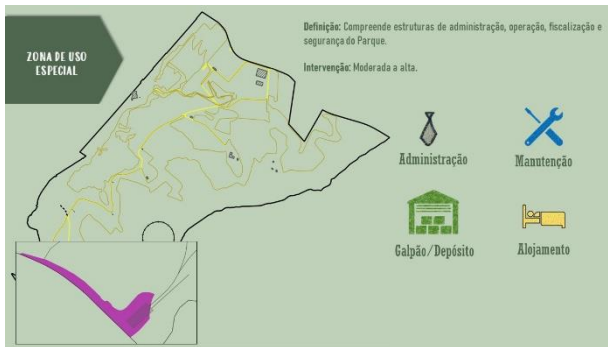 ZONA DE USO
ESPECIAL
Definição: Compreende estruturas de administração, operação, fiscalização e
segurança do Parque.
Intervenção: Moderada a alta.
Administração
Manutenção
Galpão/Depósito
Alojamento